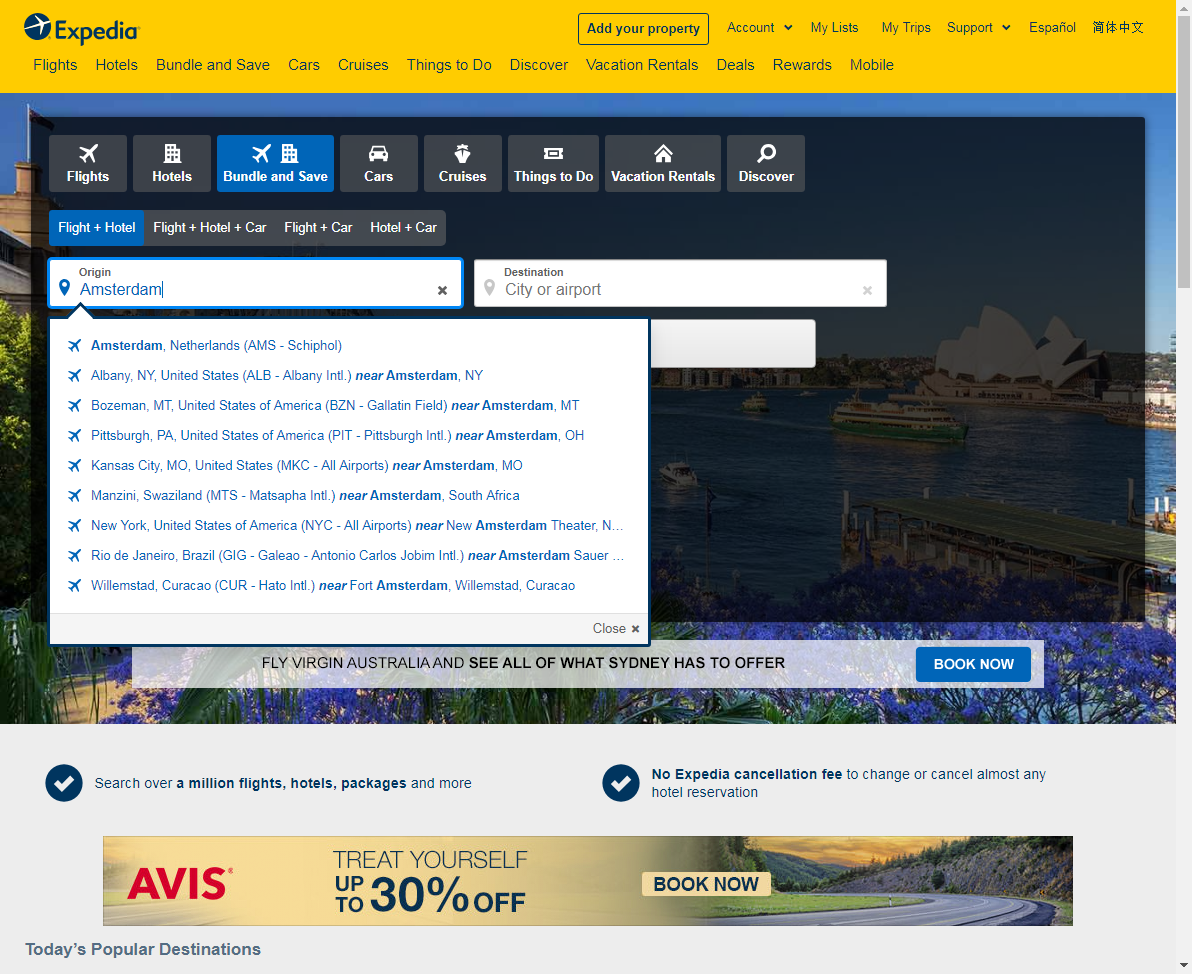 Expedia
Add your property
Account
My Lists
My Trips
Support
Español
简体中文
Flights
Hotels
Bundle and Save
Cars
Cruises
Things to Do
Discover
Vacation Rentals
Deals
Rewards
Mobile
Flights
Hotels
Bundle and Save
Cars
Cruises
Things to Do
Vacation Rentals
Discover
Flight + Hotel
Flight + Hotel + Car
Flight + Car
Hotel + Car
Origin
Amsterdam
Destination
City or airport
Amsterdam, Netherlands (AMS - Schiphol)
Albany, NY, United States (ALB - Albany Intl.) near Amsterdam, NY
Bozeman, MT, United States of America (BZN - Gallatin Field) near Amsterdam, MT
Pittsburgh, PA, United States of America (PIT - Pittsburgh Intl.) near Amsterdam, OH
Kansas City, MO, United States (MKC - All Airports) near Amsterdam, MO
Manzini, Swaziland (MTS - Matsapha Intl.) near Amsterdam, South Africa
New York, United States of America (NYC - All Airports) near New Amsterdam Theater, N...
Rio de Janeiro, Brazil (GIG - Galeao - Antonio Carlos Jobim Intl.) near Amsterdam Sauer ...
Willemstad, Curacao (CUR - Hato Intl.) near Fort Amsterdam, Willemstad, Curacao
Close
FLY VIRGIN AUSTRALIA AND SEE ALL OF WHAT SYDNEY HAS TO OFFER
BOOK NOW
Search over a million flights, hotels, packages and more
No Expedia cancellation fee to change or cancel almost any
hotel reservation
AVIS®
TREAT YOURSELF
UP TO 30% OFF
BOOK NOW
Today's Popular Destinations